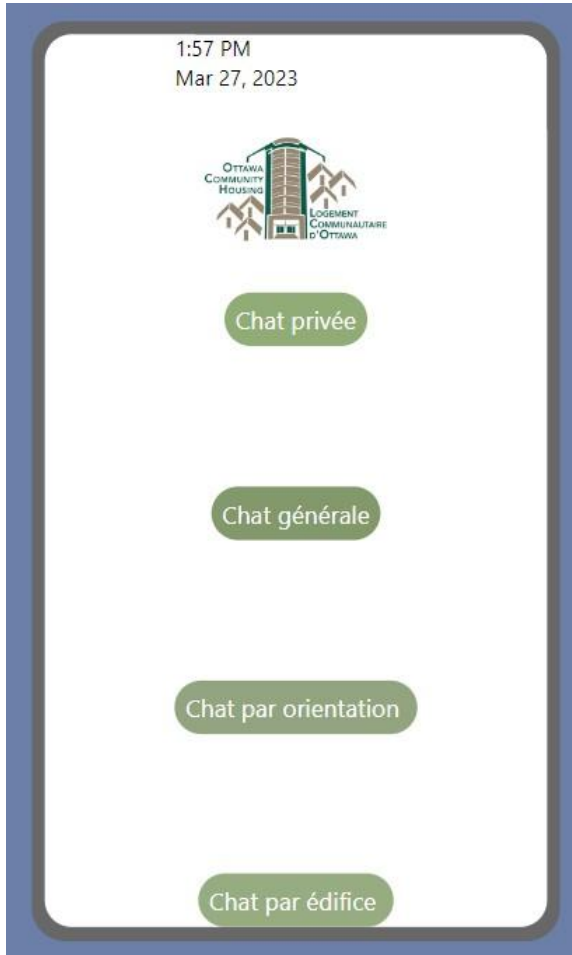 1:57 PM
Mar 27, 2023
OTTAWA
COMMUNITY
HOUSING
LOGEMENT
COMMUNAUTAIRE
D'OTTAWA
Chat privée
Chat générale
Chat par orientation
Chat par édifice